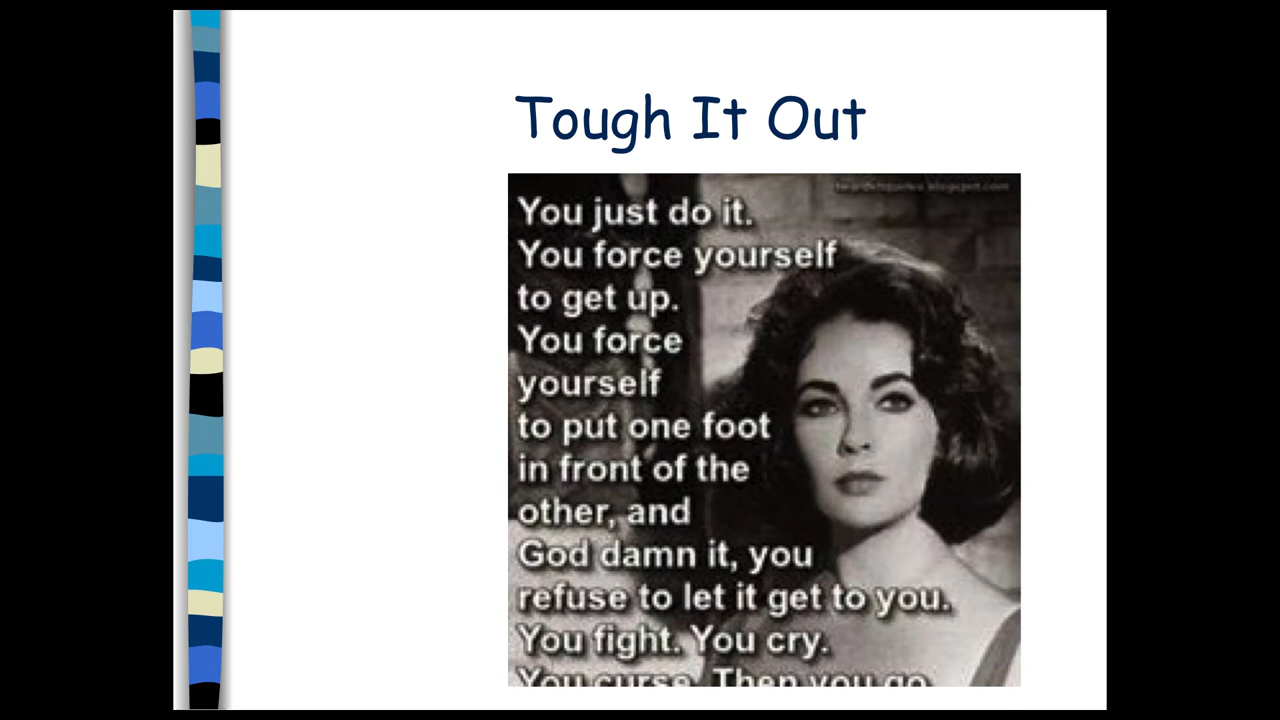 Tough It Out
You just do it.
You force yourself
to get up.
You force
yourself
to put one foot
in front of the
other, and
God damn it, you
refuse to let it get to you.
You fight. You cry.
You curse. Then you go